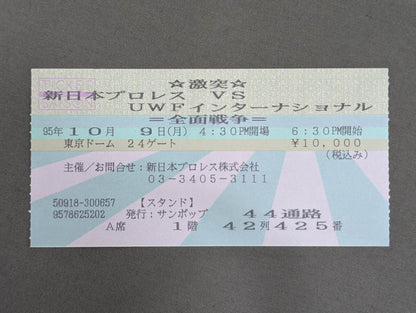 ☆激突☆
新日本プロレス VS
UWFインターナショナル
＝全面戦争＝
95年 10月 9日(月) 4:30PM開場 6:30PM開始
東京ドーム 24ゲート ¥10,000
(税込み)
主催／お問合せ：新日本プロレス株式会社
03-3405-3111
50918-300657 【スタンド】
9578625202 発行：サンポップ 44通路
A席 1階 42列425番